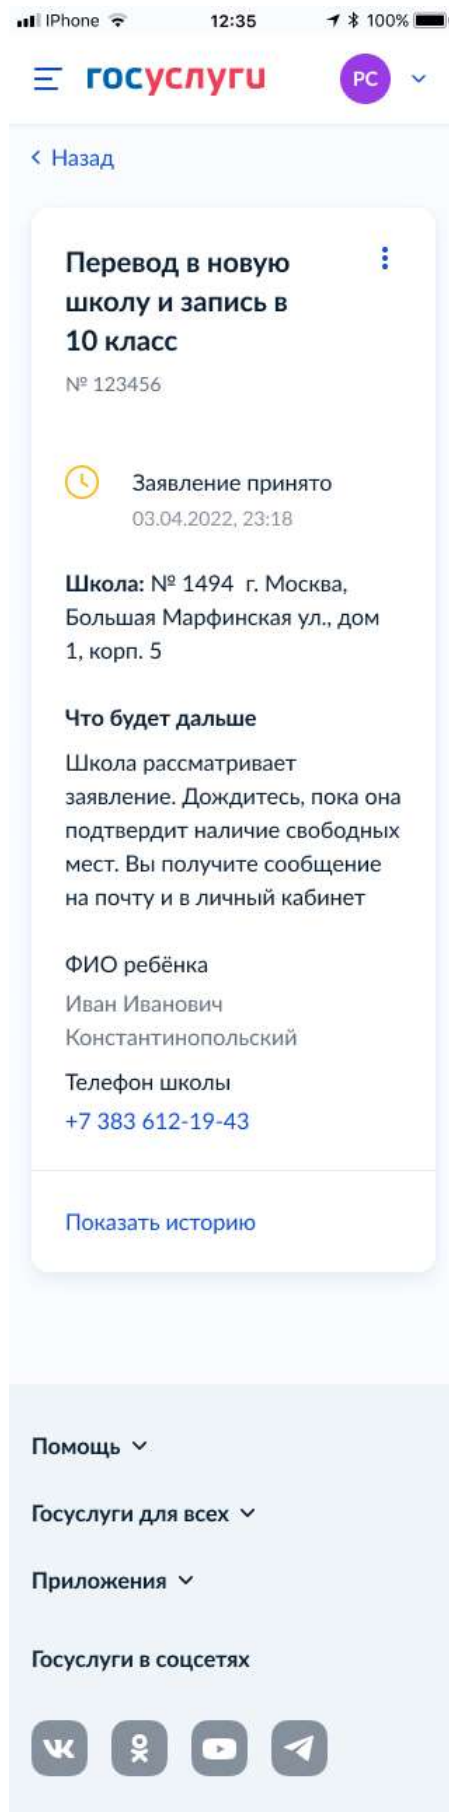 IPhone 12:35 100%
госуслуги РС
Назад
Перевод в новую
школу и запись в
10 класс
№ 123456
Заявление принято
03.04.2022, 23:18
Школа: № 1494 г. Москва,
Большая Марфинская ул., дом
1, корп. 5
Что будет дальше
Школа рассматривает
заявление. Дождитесь, пока она
подтвердит наличие свободных
мест. Вы получите сообщение
на почту и в личный кабинет
ФИО ребёнка
Иван Иванович
Константинопольский
Телефон школы
+7 383 612-19-43
Показать историю
Помощь
Госуслуги для всех
Приложения
Госуслуги в соцсетях